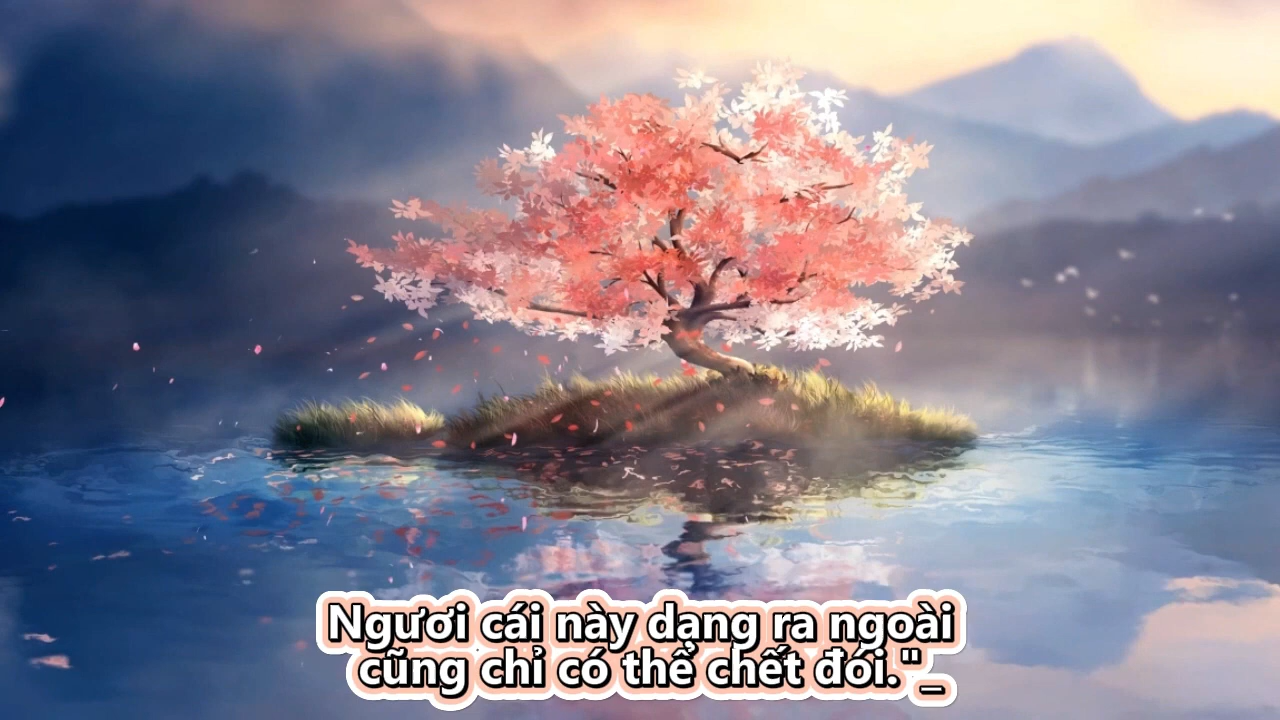 Ngươi cái này dạng ra ngoài
cũng chỉ có thể chết đói."_